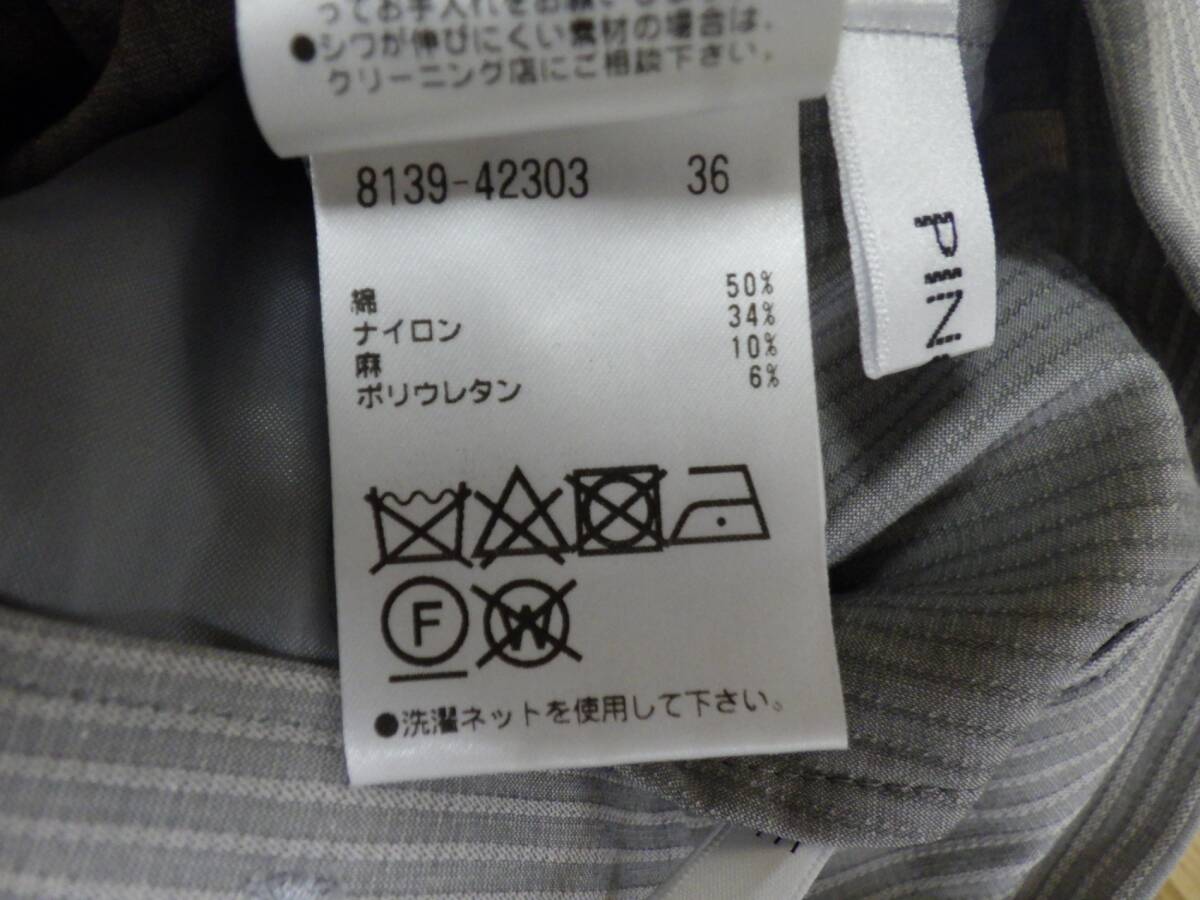 ってお手入れをお願いします
●シワが伸びにくい素材の場合は、
クリーニング店にご相談下さい。
8139-42303 36
綿 50%
ナイロン 34%
麻 10%
ポリウレタン 6%
F W
●洗濯ネットを使用して下さい。
PIN